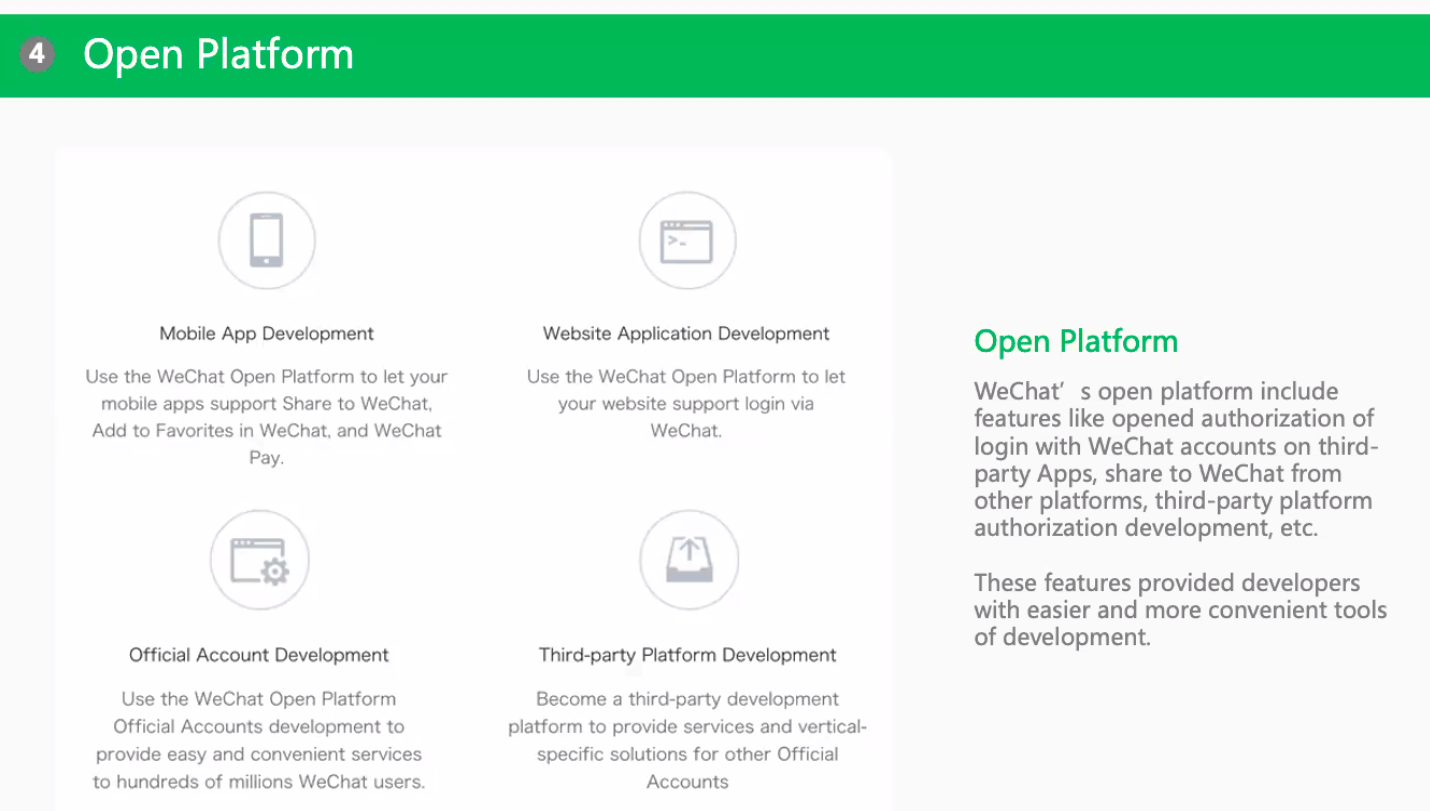 4 Open Platform
Mobile App Development
Use the WeChat Open Platform to let your
mobile apps support Share to WeChat,
Add to Favorites in WeChat, and WeChat
Pay.
Website Application Development
Use the WeChat Open Platform to let
your website support login via
WeChat.
Official Account Development
Use the WeChat Open Platform
Official Accounts development to
provide easy and convenient services
to hundreds of millions WeChat users.
Third-party Platform Development
Become a third-party development
platform to provide services and vertical-
specific solutions for other Official
Accounts
Open Platform
WeChat’s open platform include
features like opened authorization of
login with WeChat accounts on third-
party Apps, share to WeChat from
other platforms, third-party platform
authorization development, etc.
These features provided developers
with easier and more convenient tools
of development.